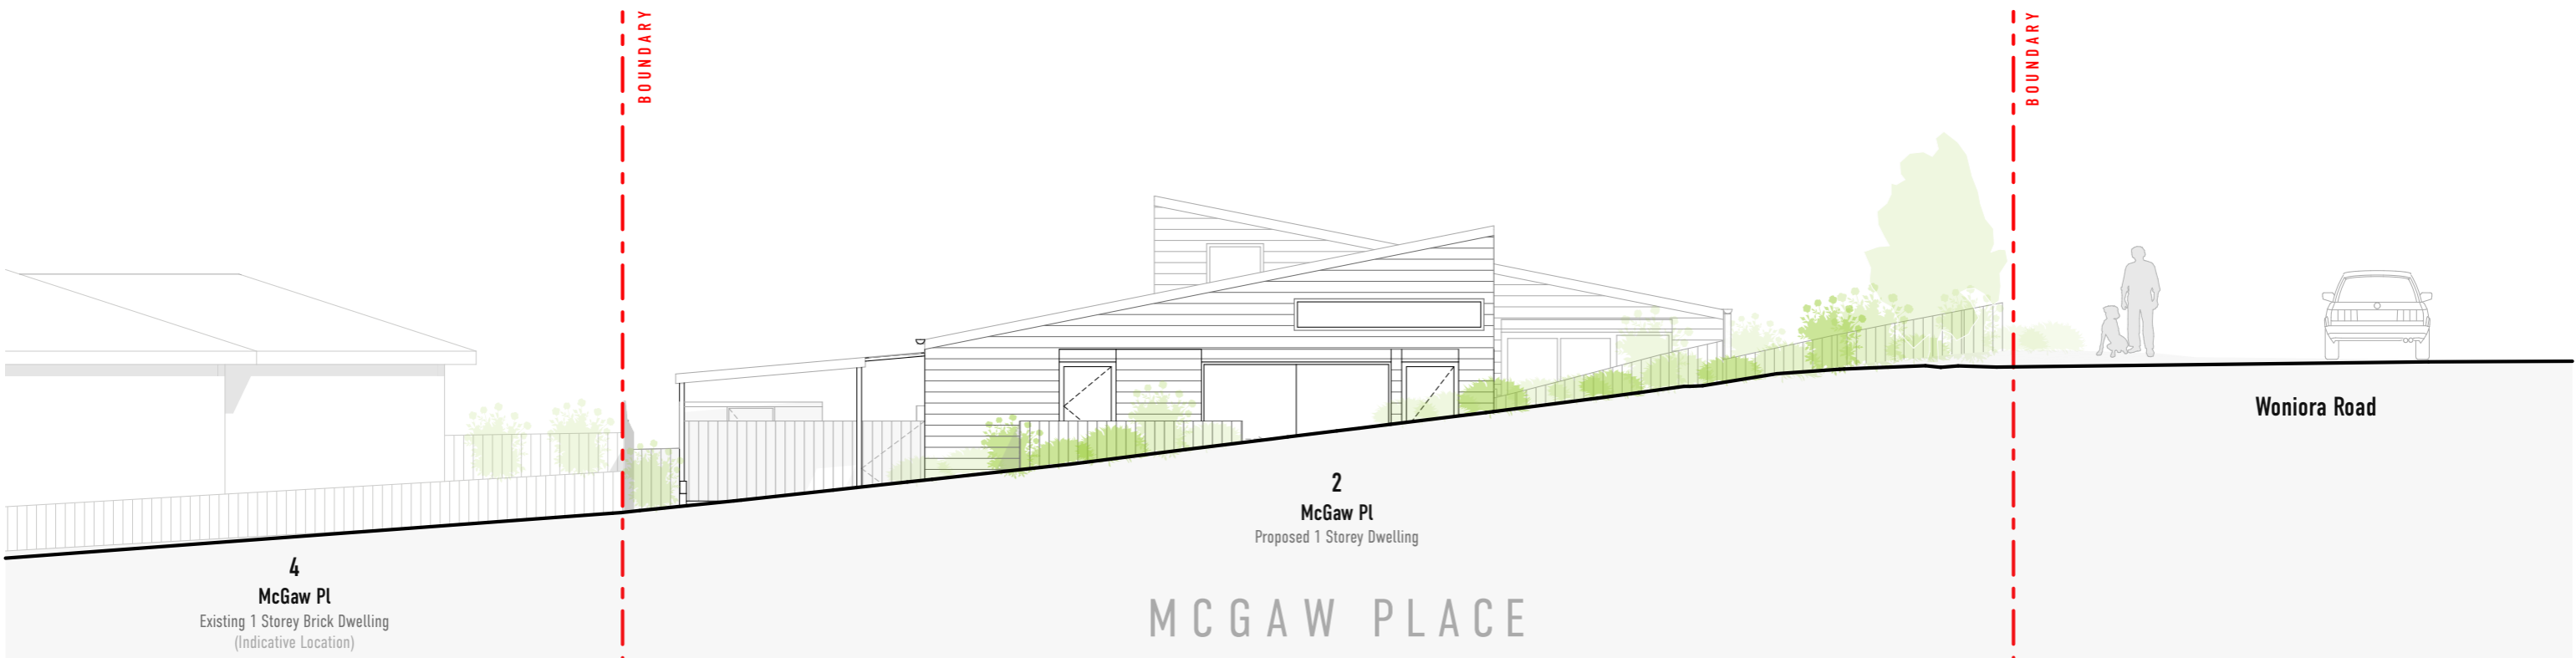 BOUNDARY
BOUNDARY
Woniora Road
2
McGaw Pl
Proposed 1 Storey Dwelling
4
McGaw Pl
Existing 1 Storey Brick Dwelling
(Indicative Location)
MCGAW PLACE